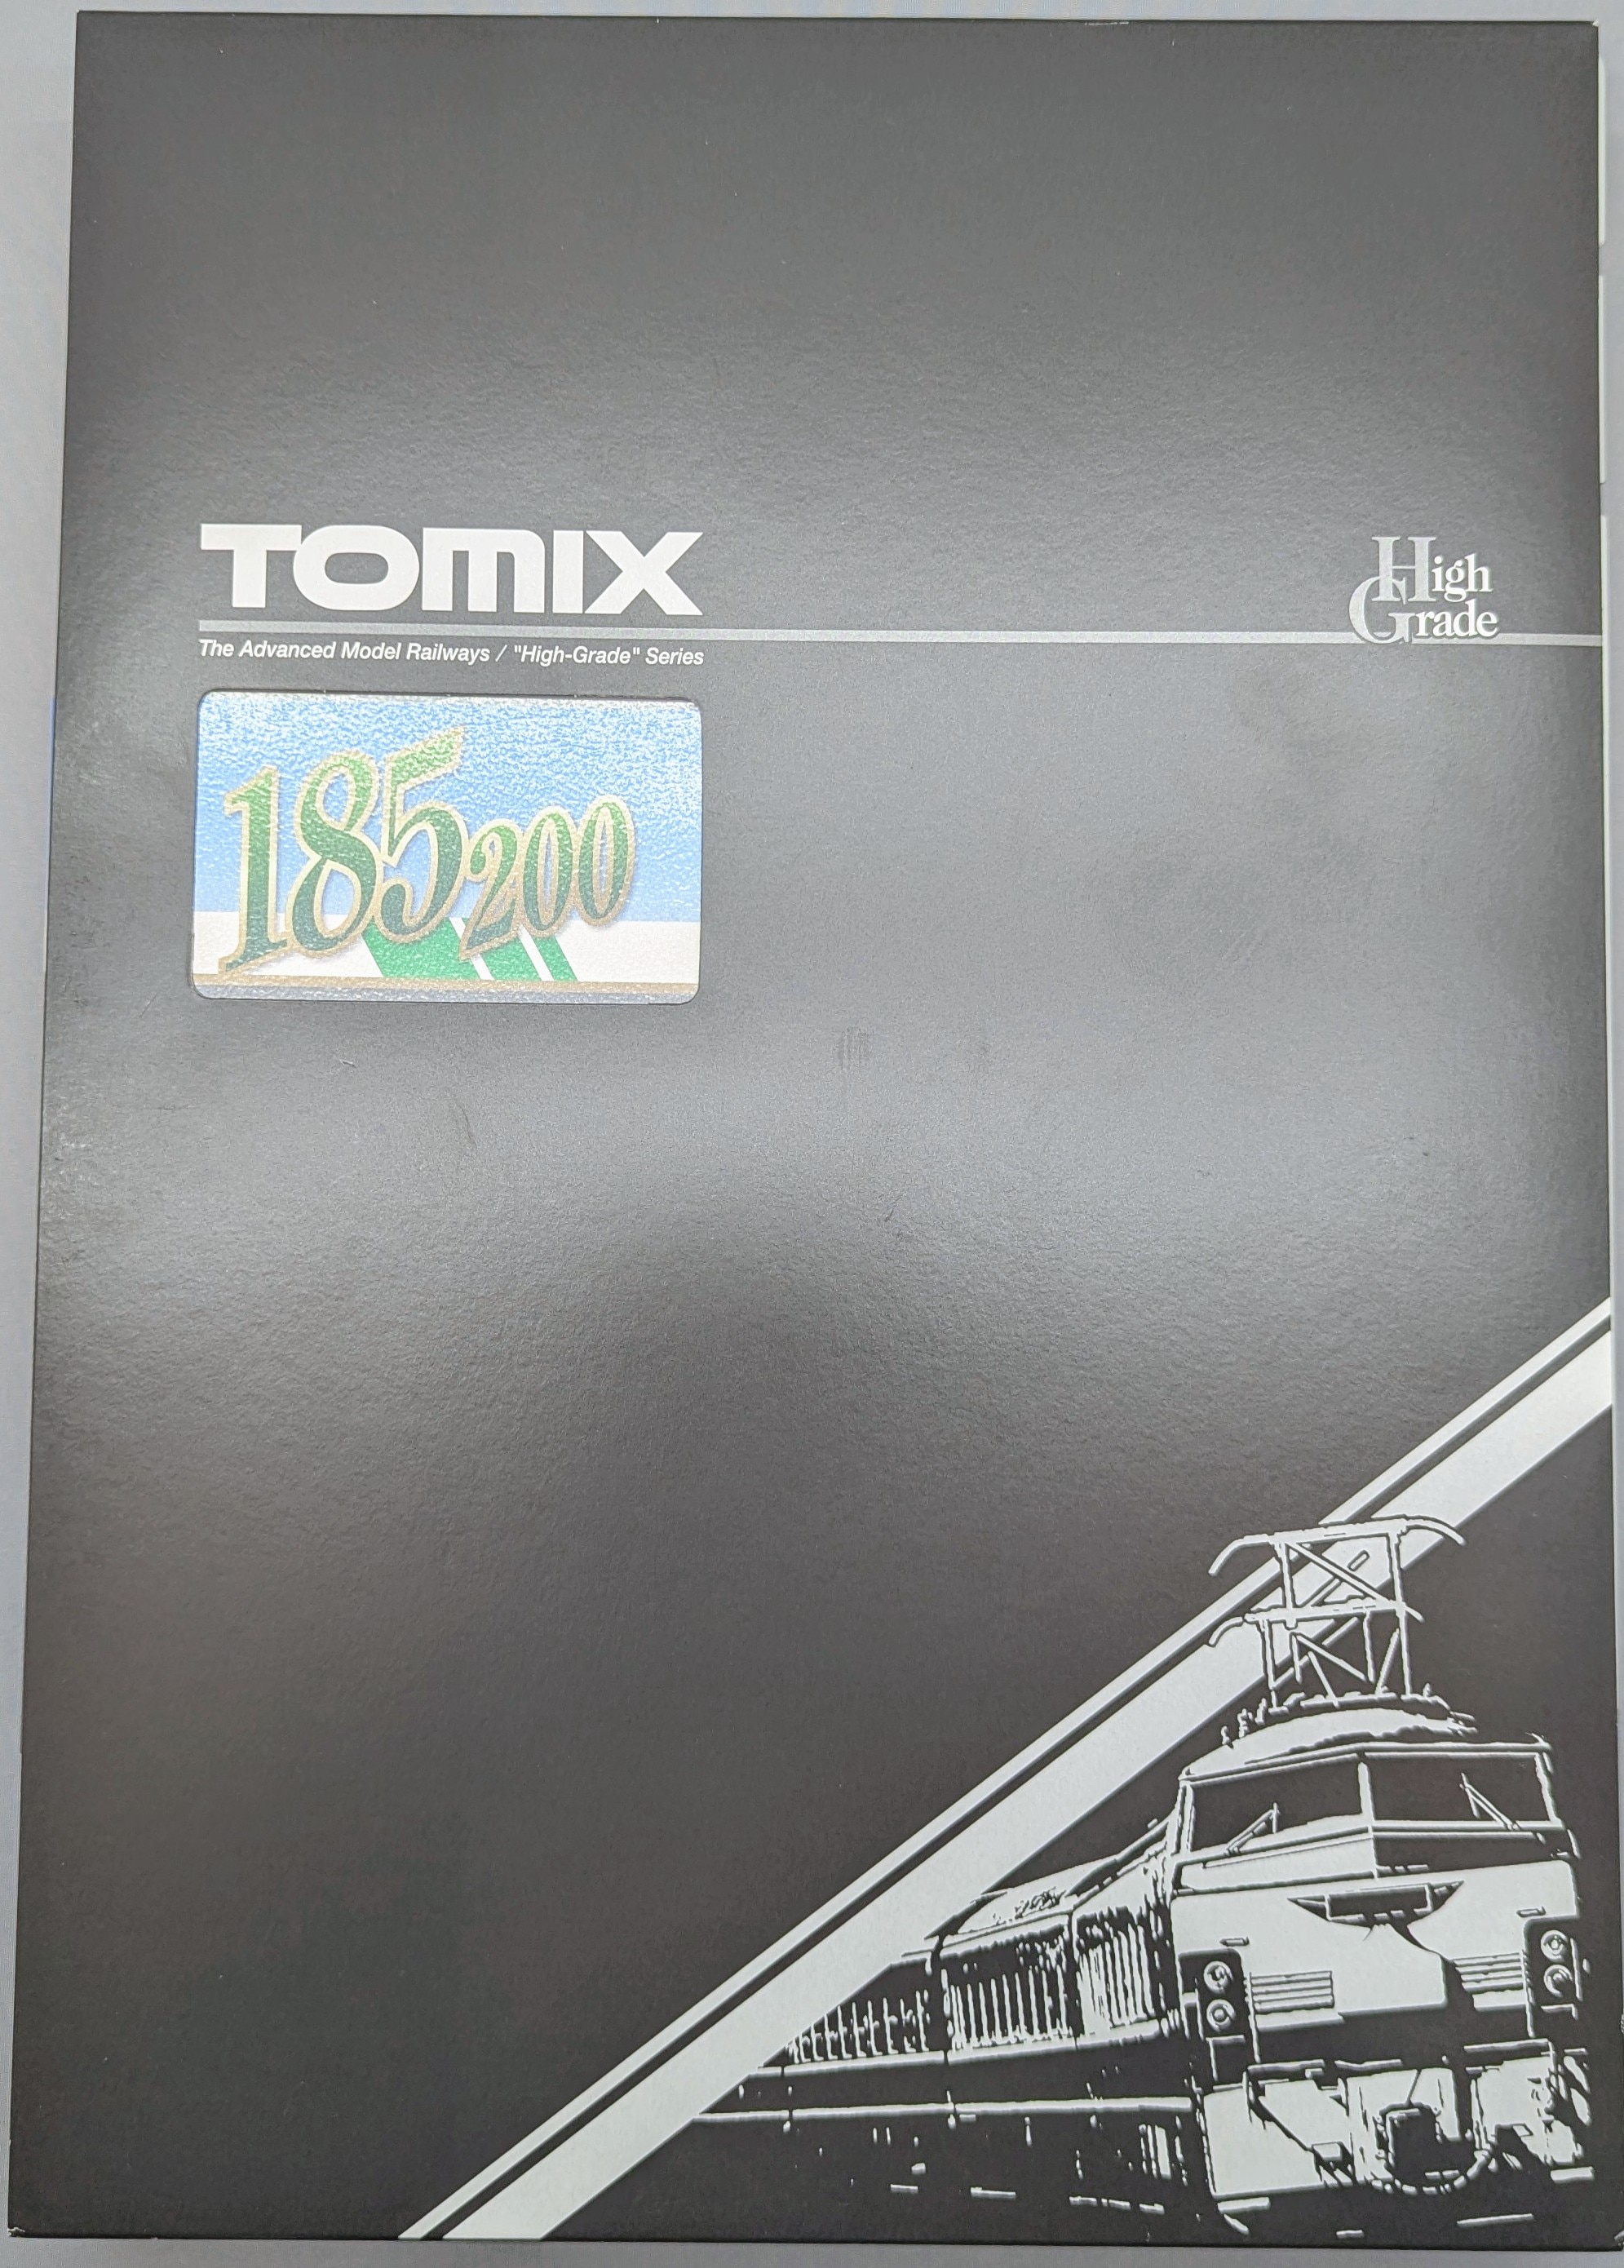 TOMIX
High
Grade
The Advanced Model Railways / "High-Grade" Series
185 200